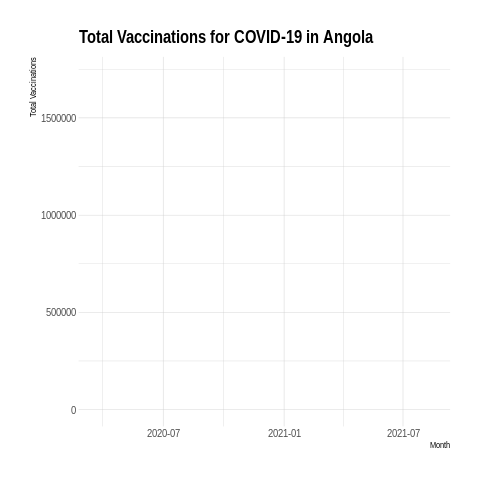 Total Vaccinations for COVID-19 in Angola
Total Vaccinations
1500000
1000000
500000
0
2020-07 2021-01 2021-07
Month